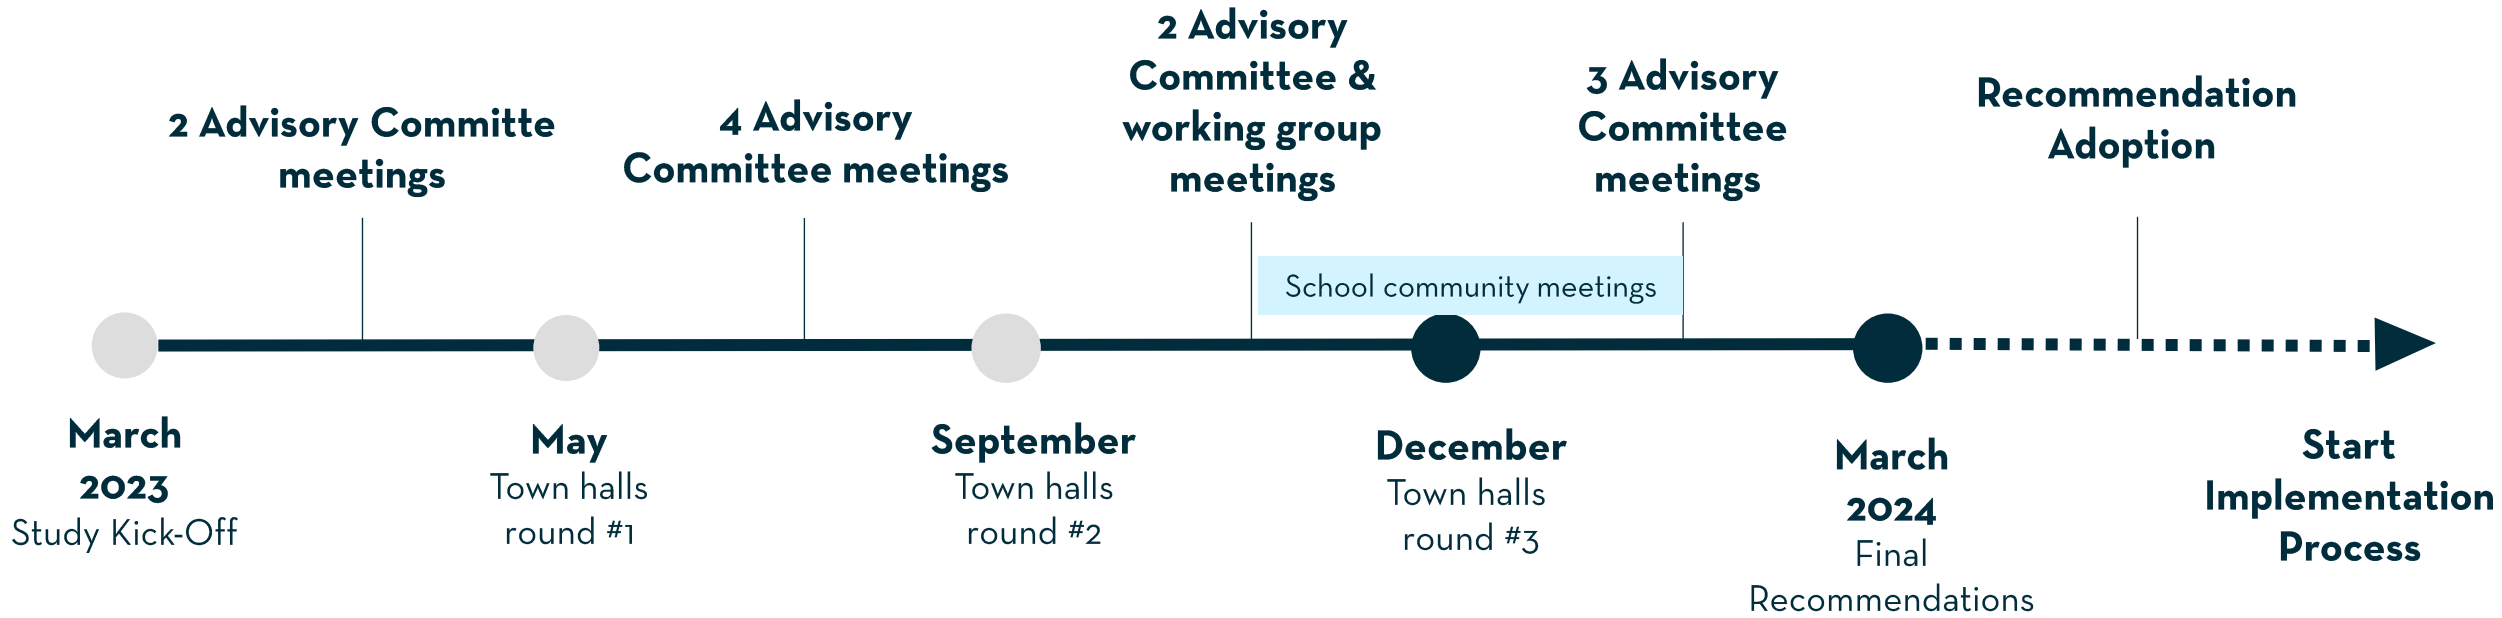 2 Advisory Committe
meetings
4 Advisory
Committee meetings
2 Advisory
Committee &
working group
meetings
3 Advisory
Committee
meetings
Recommendation
Adoption
School community meetings
March
2023
Study Kick-Off
May
Town halls
round #1
September
Town halls
round #2
December
Town halls
round #3
March
2024
Final
Recommendations
Start
Implementation
Process